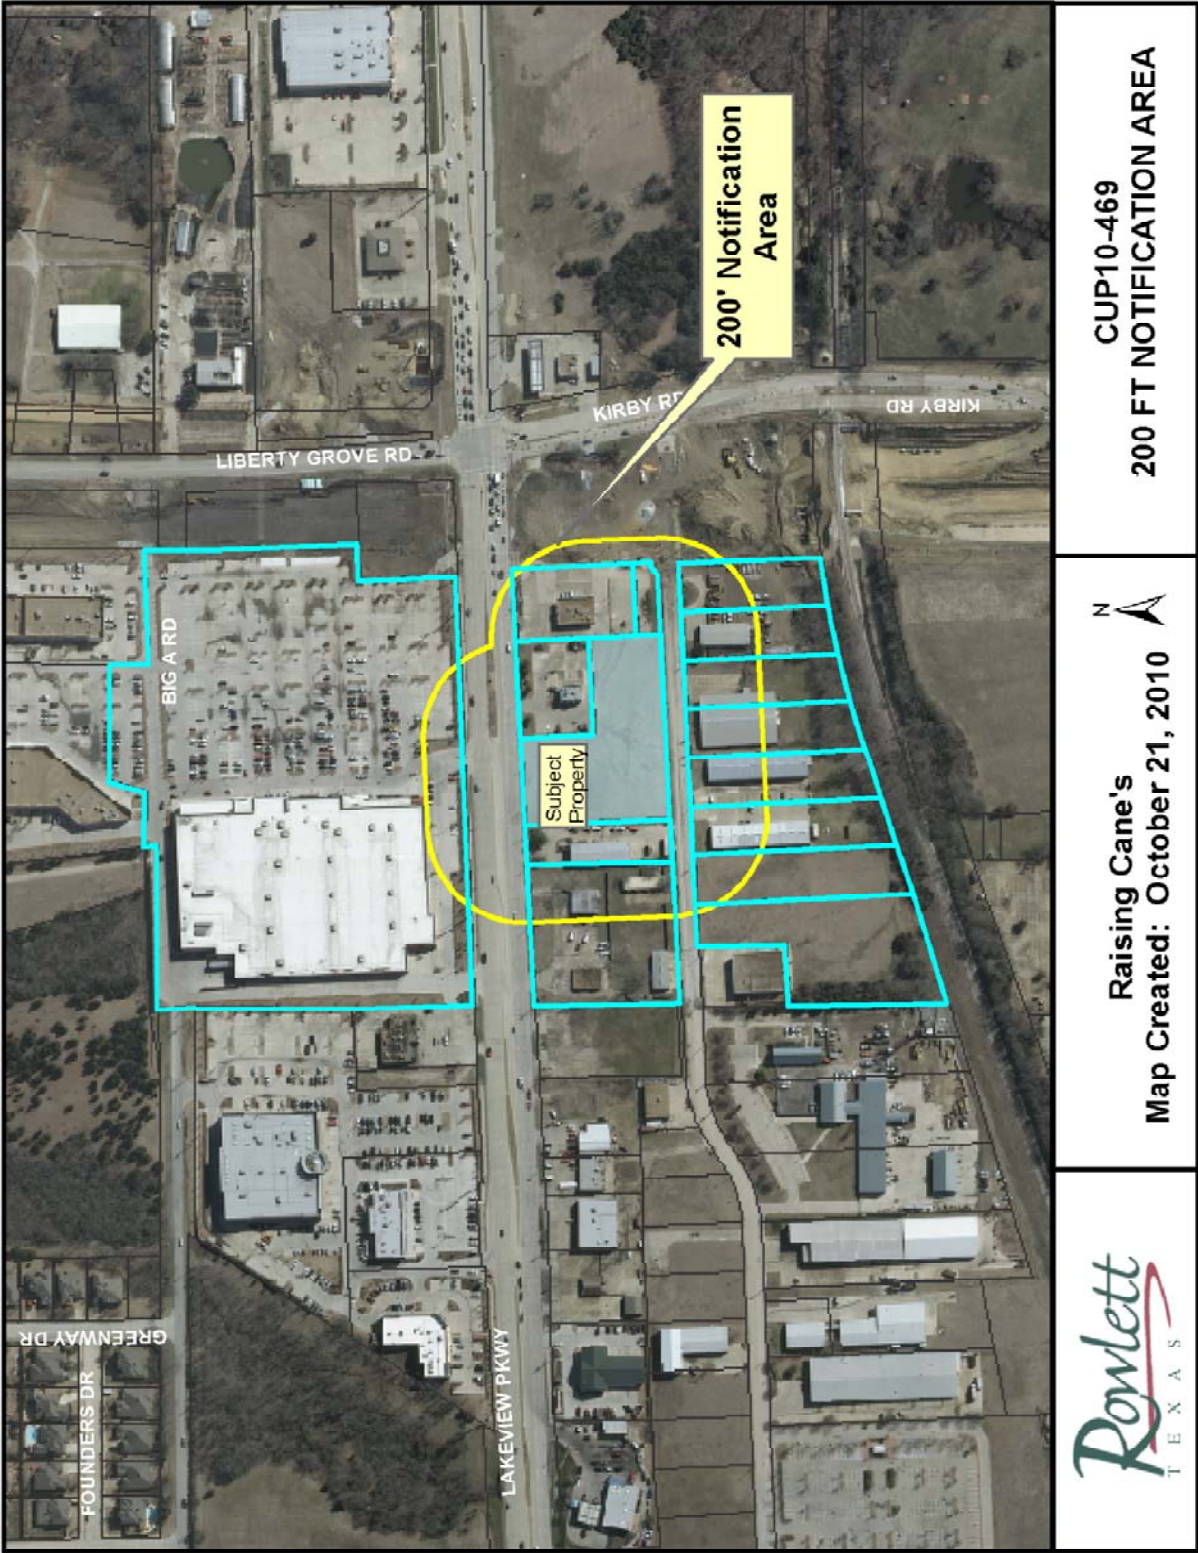 BIG A RD
LIBERTY GROVE RD
KIRBY RD
KIRBY RD
200' Notification
Area
Subject
Property
GREENWAY DR
FOUNDERS DR
LAKEVIEW PKWY
Rowlett
TEXAS
Raising Cane's
Map Created: October 21, 2010
N
CUP10-469
200 FT NOTIFICATION AREA